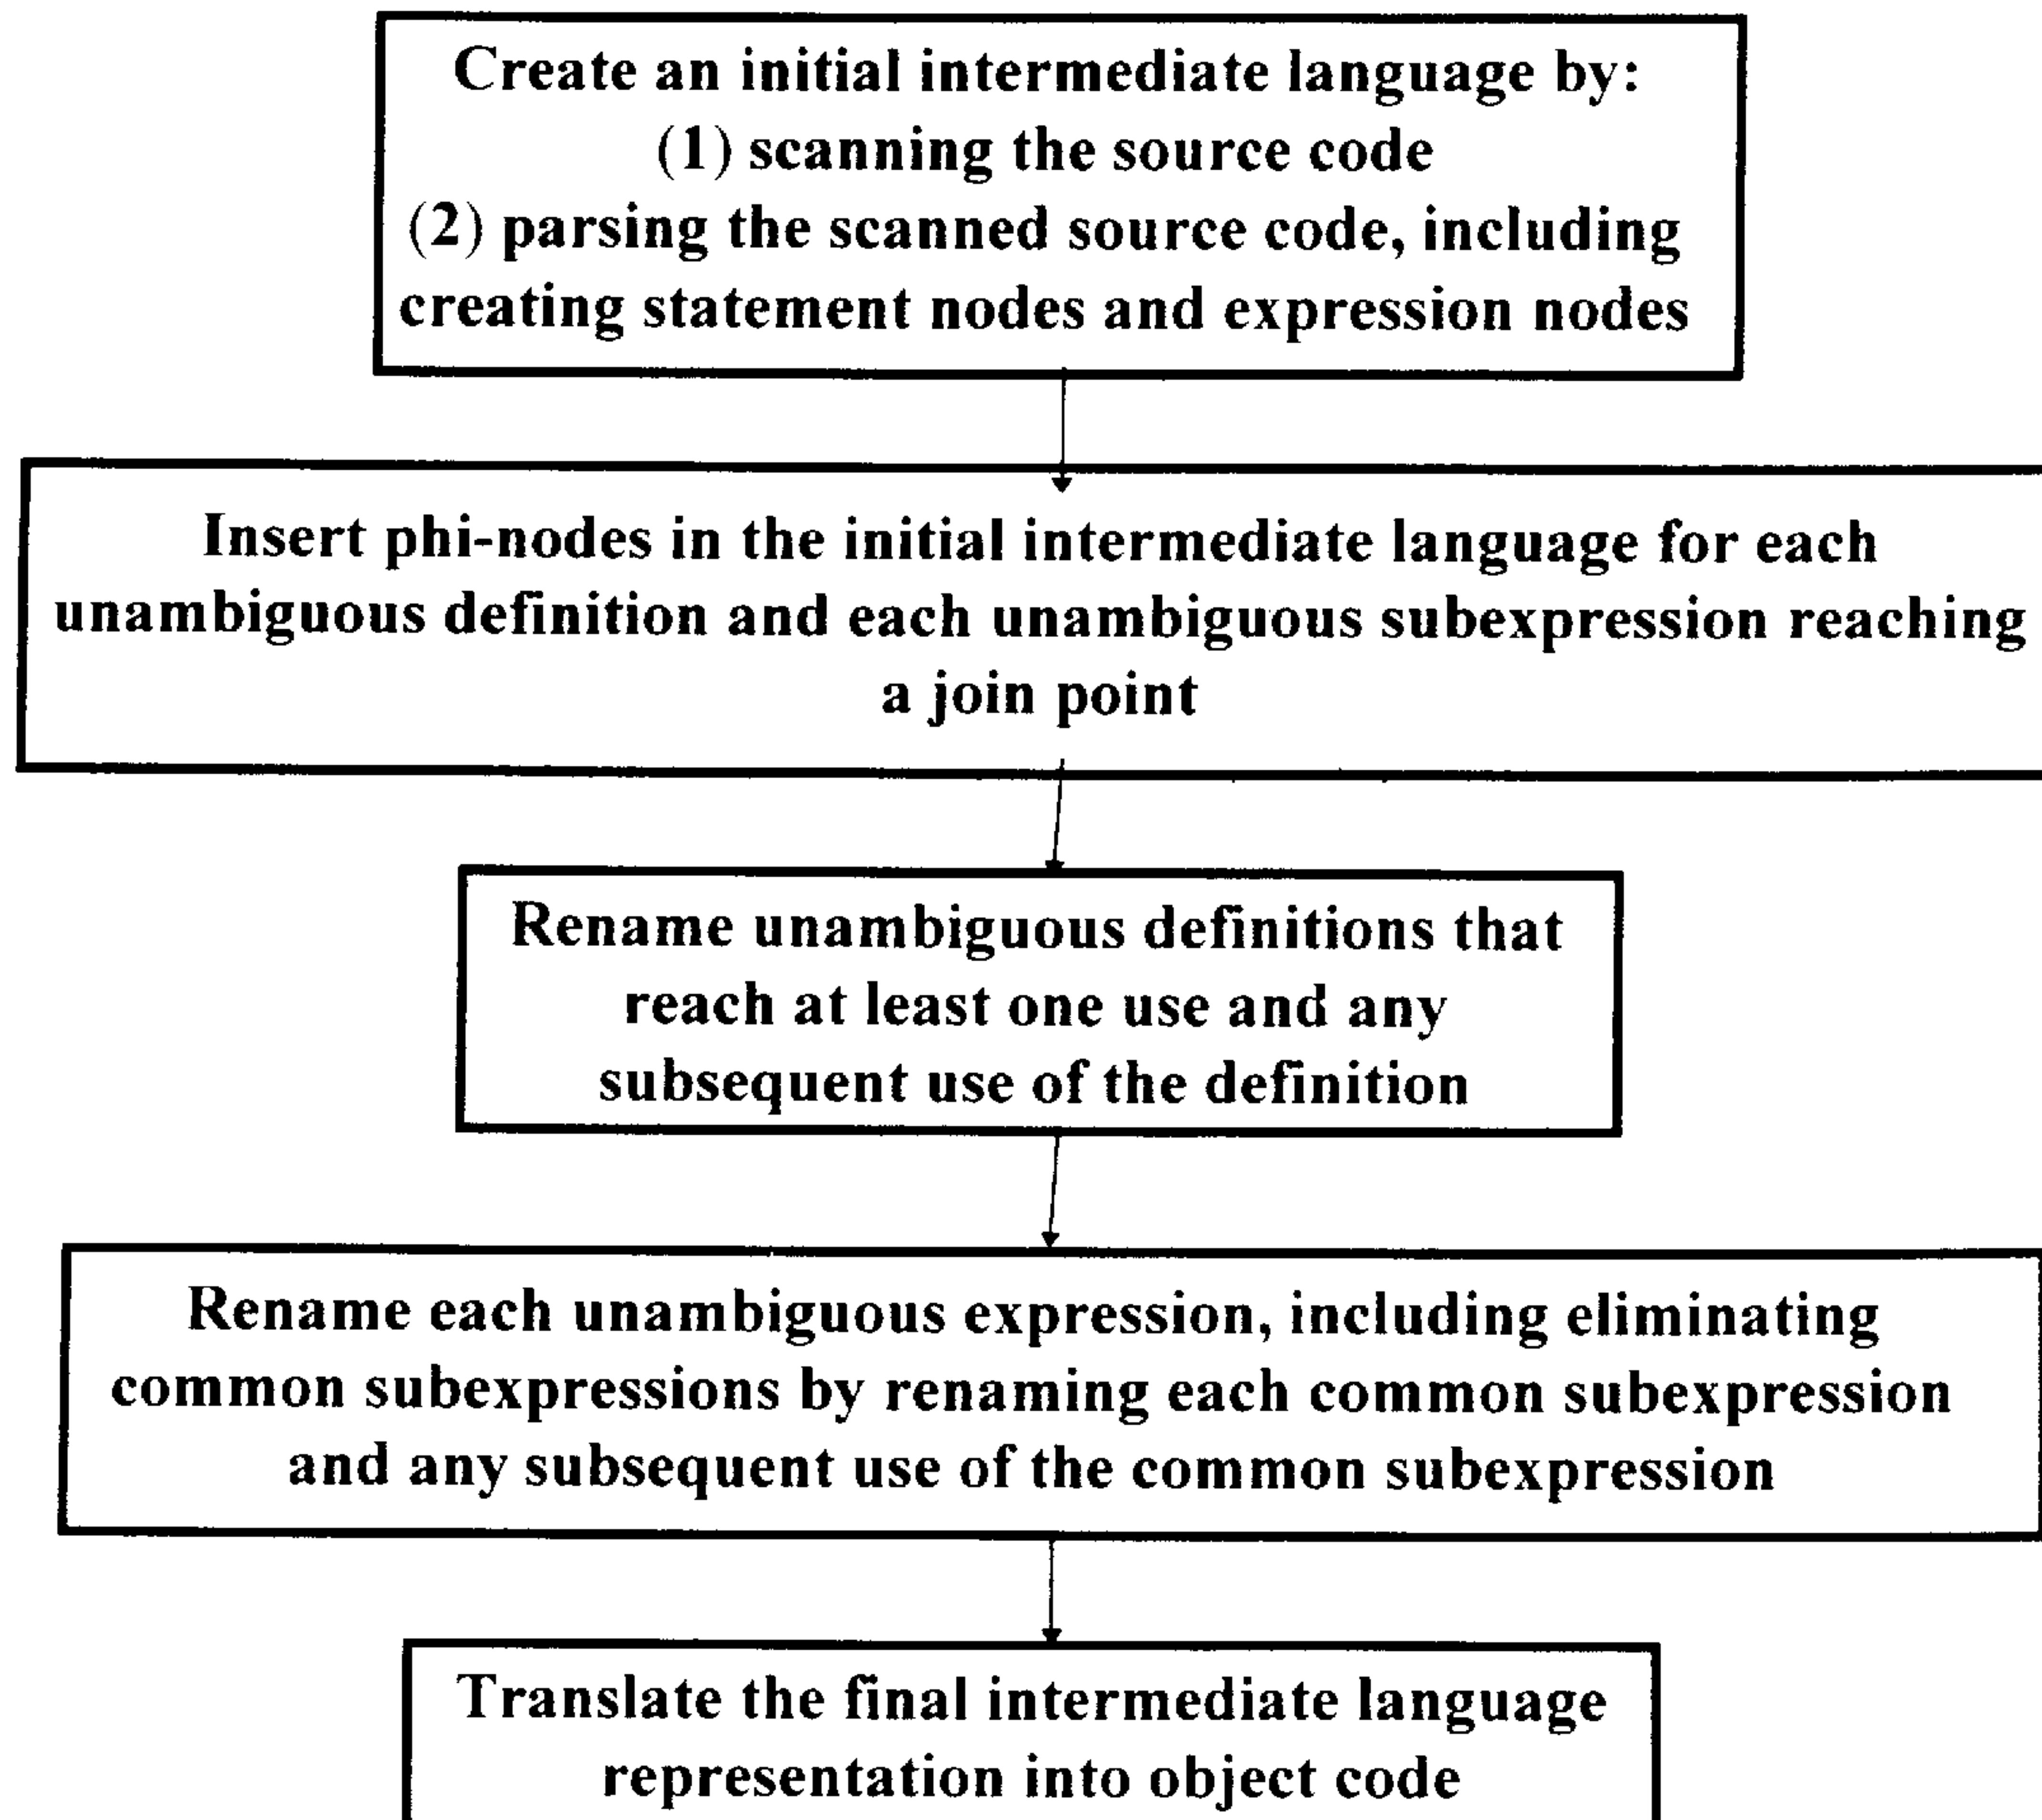 Create an initial intermediate language by:
(1) scanning the source code
(2) parsing the scanned source code, including
creating statement nodes and expression nodes
Insert phi-nodes in the initial intermediate language for each
unambiguous definition and each unambiguous subexpression reaching
a join point
Rename unambiguous definitions that
reach at least one use and any
subsequent use of the definition
Rename each unambiguous expression, including eliminating
common subexpressions by renaming each common subexpression
and any subsequent use of the common subexpression
Translate the final intermediate language
representation into object code